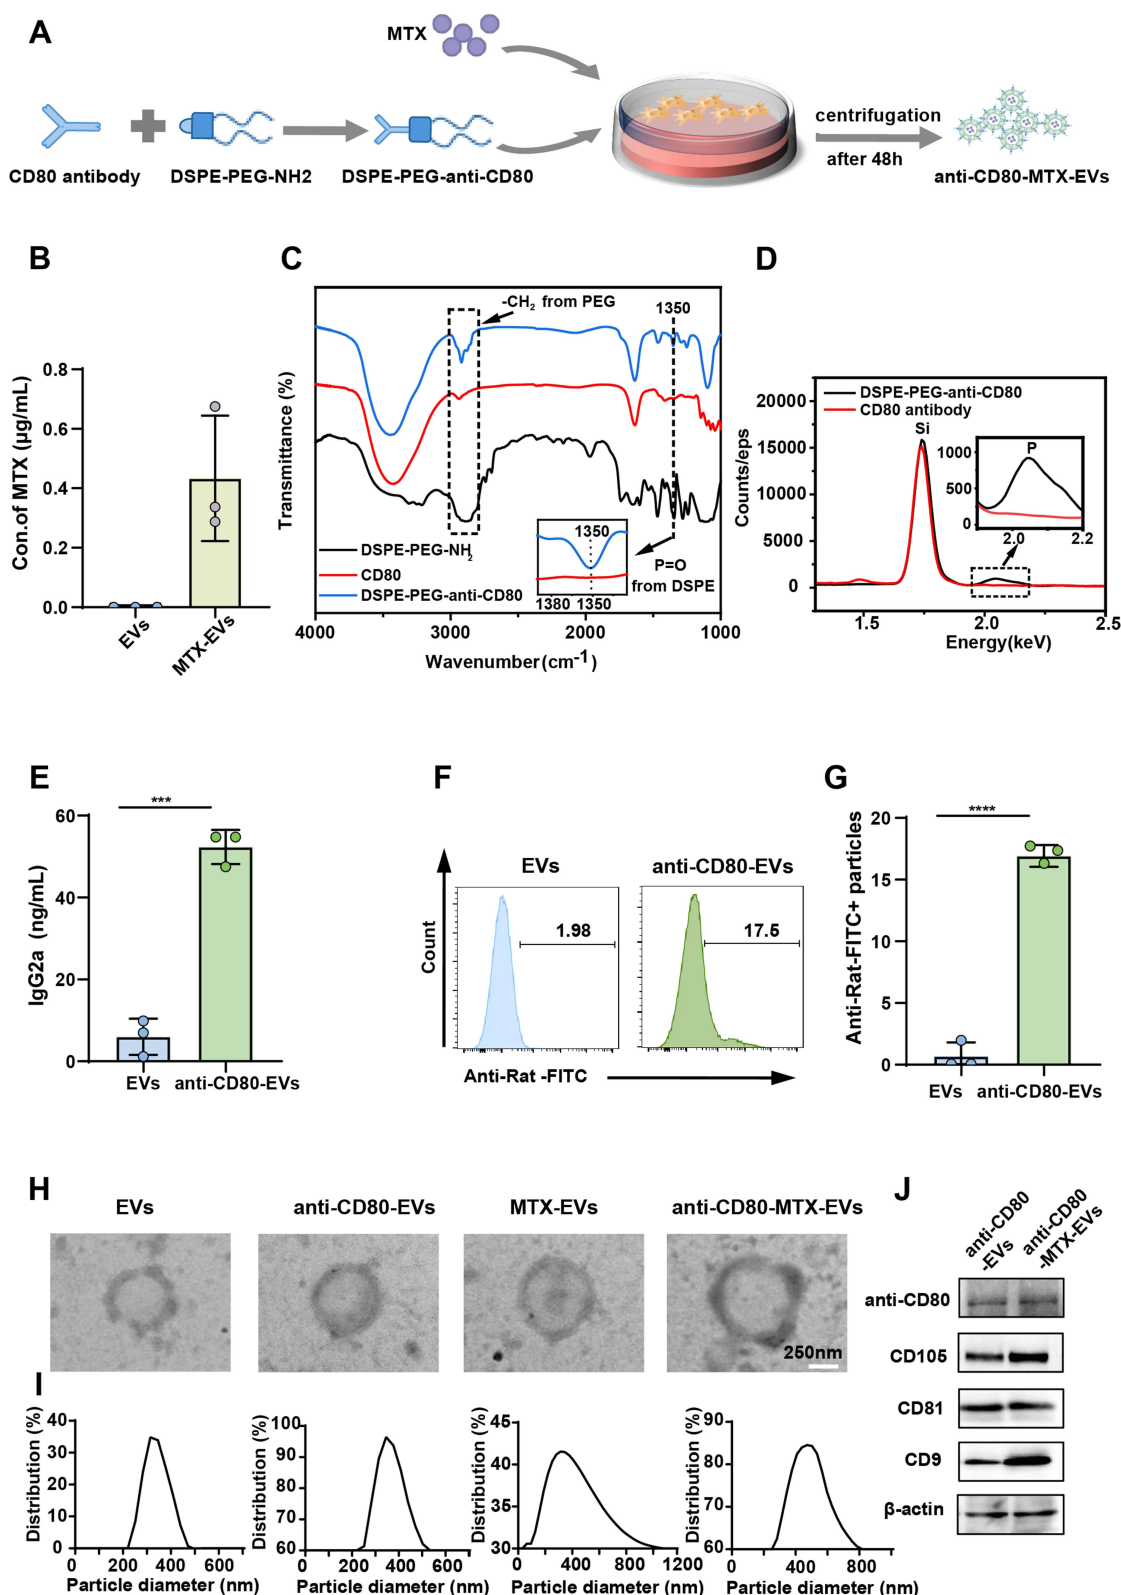 A
MTX
CD80 antibody
DSPE-PEG-NH2
DSPE-PEG-anti-CD80
centrifugation
after 48h
anti-CD80-MTX-EVs
B
Con.of MTX (μg/mL)
0.8
0.6
0.4
0.2
0.0
EVs
MTX-EVs
C
Transmittance (%)
-CH2 from PEG
1350
DSPE-PEG-NH2
CD80
DSPE-PEG-anti-CD80
1350
1380 1350
P=O
from DSPE
4000 3000 2000 1000
Wavenumber(cm-1)
D
Counts/eps
20000
15000
10000
5000
0
DSPE-PEG-anti-CD80
CD80 antibody
Si
1000
500
0
P
2.0 2.2
1.5 2.0 2.5
Energy(keV)
E
IgG2a (ng/mL)
60
40
20
0
***
EVs anti-CD80-EVs
F
EVs anti-CD80-EVs
Count
1.98
17.5
Anti-Rat -FITC
G
Anti-Rat-FITC+ particles
20
15
10
5
0
****
EVs anti-CD80-EVs
H
EVs
anti-CD80-EVs
MTX-EVs
anti-CD80-MTX-EVs
250nm
I
Distribution (%)
40
30
20
10
0
0 200 400 600
Particle diameter (nm)
Distribution (%)
100
90
80
70
60
0 200 400 600
Particle diameter (nm)
Distribution (%)
45
40
35
30
0 400 800 1200
Particle diameter (nm)
Distribution (%)
90
80
70
60
0 400 800
Particle diameter (nm)
J
anti-CD80
-EVs
anti-CD80
-MTX-EVs
anti-CD80
CD105
CD81
CD9
β-actin